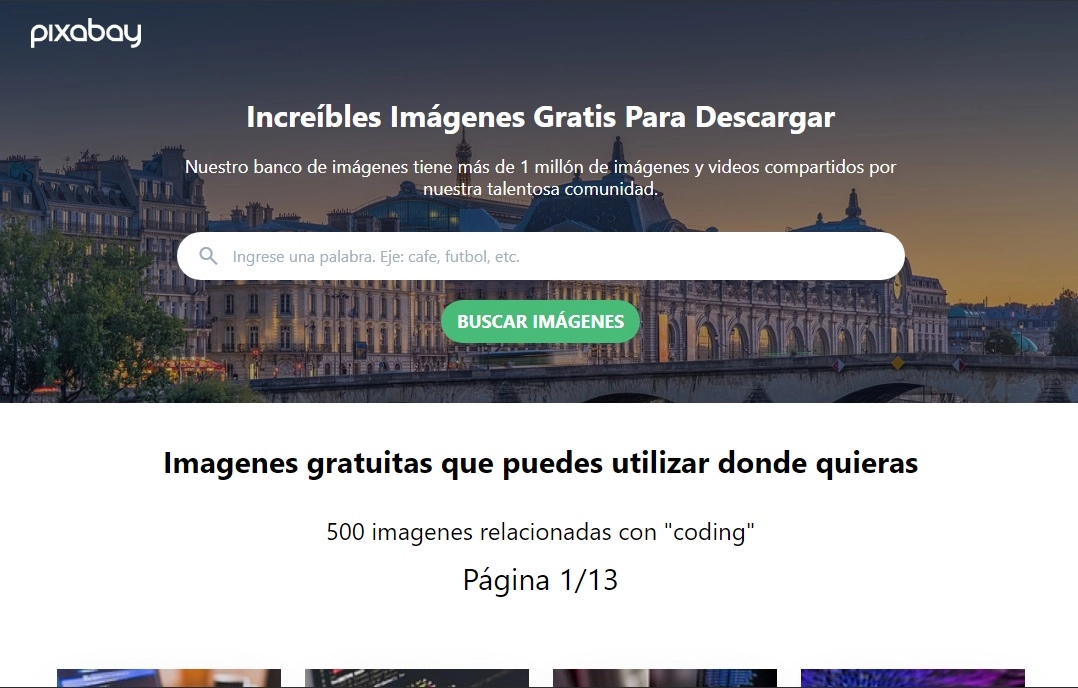 pixabay
Increíbles Imágenes Gratis Para Descargar
Nuestro banco de imágenes tiene más de 1 millón de imágenes y videos compartidos por
nuestra talentosa comunidad.
Ingrese una palabra. Eje: cafe, futbol, etc.
BUSCAR IMÁGENES
Imagenes gratuitas que puedes utilizar donde quieras
500 imagenes relacionadas con "coding"
Página 1/13